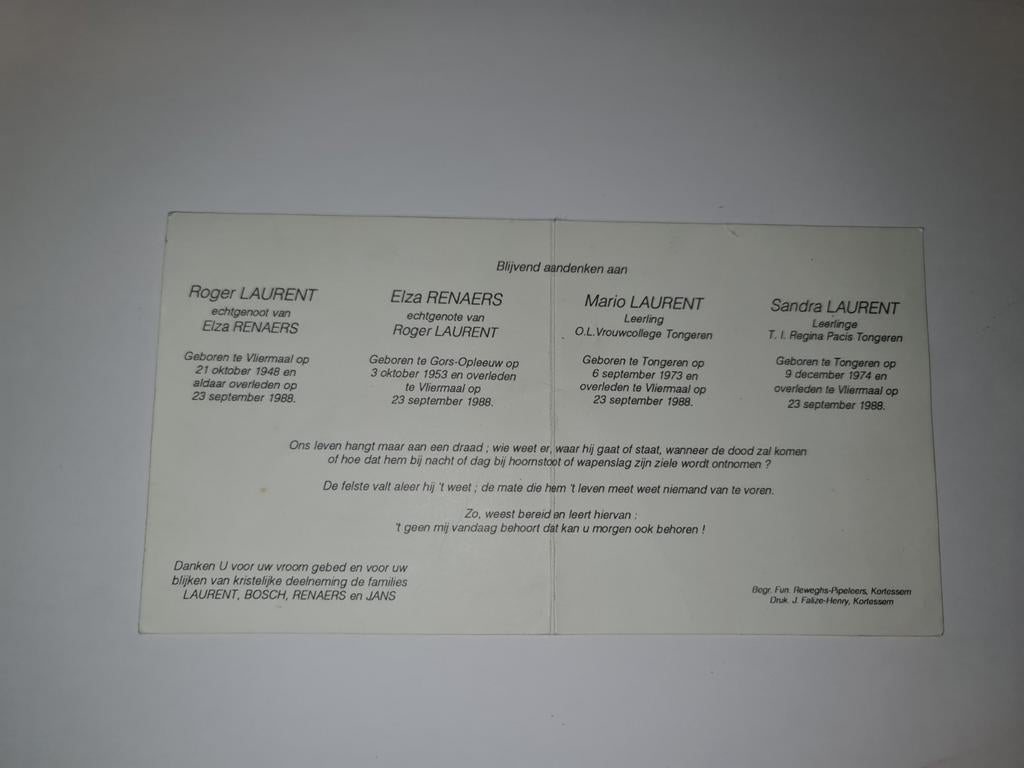 Blijvend aandenken aan
Roger LAURENT
echtgenoot van
Elza RENAERS
Geboren te Vliermaal op
21 oktober 1948 en
aldaar overleden op
23 september 1988.
Elza RENAERS
echtgenote van
Roger LAURENT
Geboren te Gors-Opleeuw op
3 oktober 1953 en overleden
te Vliermaal op
23 september 1988.
Mario LAURENT
Leerling
O.L.Vrouwcollege Tongeren
Geboren te Tongeren op
6 september 1973 en
overleden te Vliermaal op
23 september 1988.
Sandra LAURENT
Leerlinge
T. I. Regina Pacis Tongeren
Geboren te Tongeren op
9 december 1974 en
overleden te Vliermaal op
23 september 1988.
Ons leven hangt maar aan een draad ; wie weet er, waar hij gaat of staat, wanneer de dood zal komen
of hoe dat hem bij nacht of dag bij hoornstoot of wapenslag zijn ziele wordt ontnomen ?
De felste valt aleer hij 't weet ; de mate die hem 't leven meet weet niemand van te voren.
Zo, weest bereid en leert hiervan :
't geen mij vandaag behoort dat kan u morgen ook behoren !
Danken U voor uw vroom gebed en voor uw
blijken van kristelijke deelneming de families
LAURENT, BOSCH, RENAERS en JANS
Begr. Fun. Reweghs-Pipeleers, Kortessem
Druk. J. Falize-Henry, Kortessem